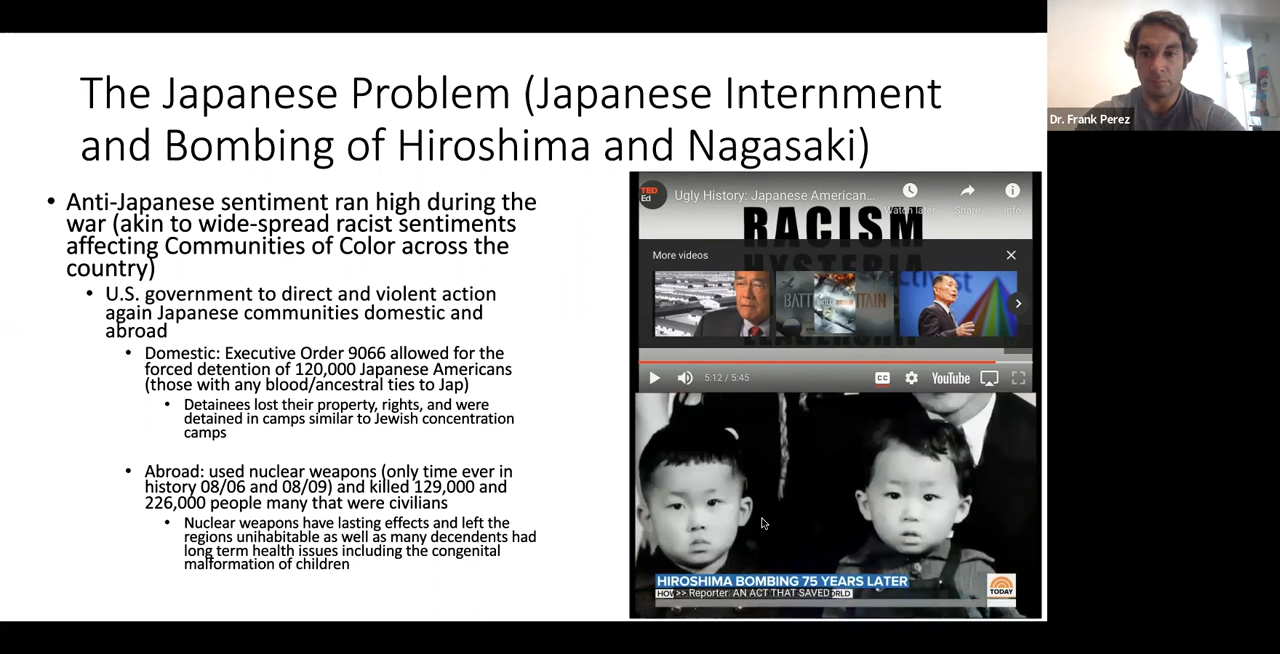 The Japanese Problem (Japanese Internment
and Bombing of Hiroshima and Nagasaki)
• Anti-Japanese sentiment ran high during the
war (akin to wide-spread racist sentiments
affecting Communities of Color across the
country)
• U.S. government to direct and violent action
again Japanese communities domestic and
abroad
• Domestic: Executive Order 9066 allowed for the
forced detention of 120,000 Japanese Americans
(those with any blood/ancestral ties to Jap)
• Detainees lost their property, rights, and were
detained in camps similar to Jewish concentration
camps
• Abroad: used nuclear weapons (only time ever in
history 08/06 and 08/09) and killed 129,000 and
226,000 people many that were civilians
• Nuclear weapons have lasting effects and left the
regions unihabitable as well as many decendents had
long term health issues including the congenital
malformation of children
TED
Ed
Ugly History: Japanese American...
Watch later
Share
Info
RACISM
HYSTERIA
More videos
BATT
BRITAIN
LEADERSHIP
5:12 / 5:45
CC
YouTube
HIROSHIMA BOMBING 75 YEARS LATER
HOW >> Reporter: AN ACT THAT SAVED
TODAY
Dr. Frank Perez